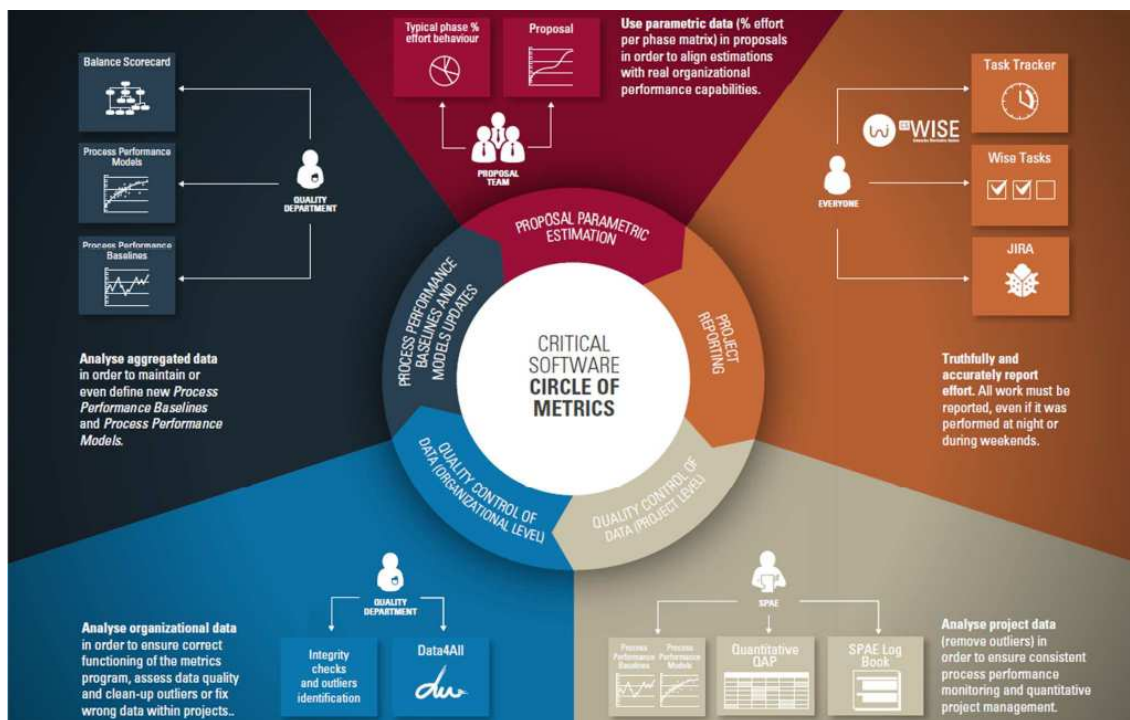 Typical phase %
effort behaviour
Proposal
PROPOSAL
TEAM
Use parametric data (% effort
per phase matrix) in proposals
in order to align estimations
with real organizational
performance capabilities.
Balance Scorecard
Process Performance
Models
Process Performance
Baselines
QUALITY
DEPARTMENT
Analyse aggregated data
in order to maintain or
even define new Process
Performance Baselines
and Process Performance
Models.
Task Tracker
WISE
Wise Tasks
EVERYONE
JIRA
Truthfully and
accurately report
effort. All work must be
reported, even if it was
performed at night or
during weekends.
PROPOSAL PARAMETRIC
ESTIMATION
PROJECT
REPORTING
QUALITY CONTROL OF
DATA (PROJECT LEVEL)
QUALITY CONTROL OF
DATA (ORGANIZATIONAL LEVEL)
PROCESS PERFORMANCE
BASELINES AND
MODELS UPDATES
CRITICAL
SOFTWARE
CIRCLE OF
METRICS
QUALITY
DEPARTMENT
Analyse organizational data
in order to ensure correct
functioning of the metrics
program, assess data quality
and clean-up outliers or fix
wrong data within projects..
Integrity
checks
and outliers
identification
Data4All
SPAE
Process
Performance
Baselines
Process
Performance
Models
Quantitative
QAP
SPAE Log
Book
Analyse project data
(remove outliers) in
order to ensure consistent
process performance
monitoring and quantitative
project management.